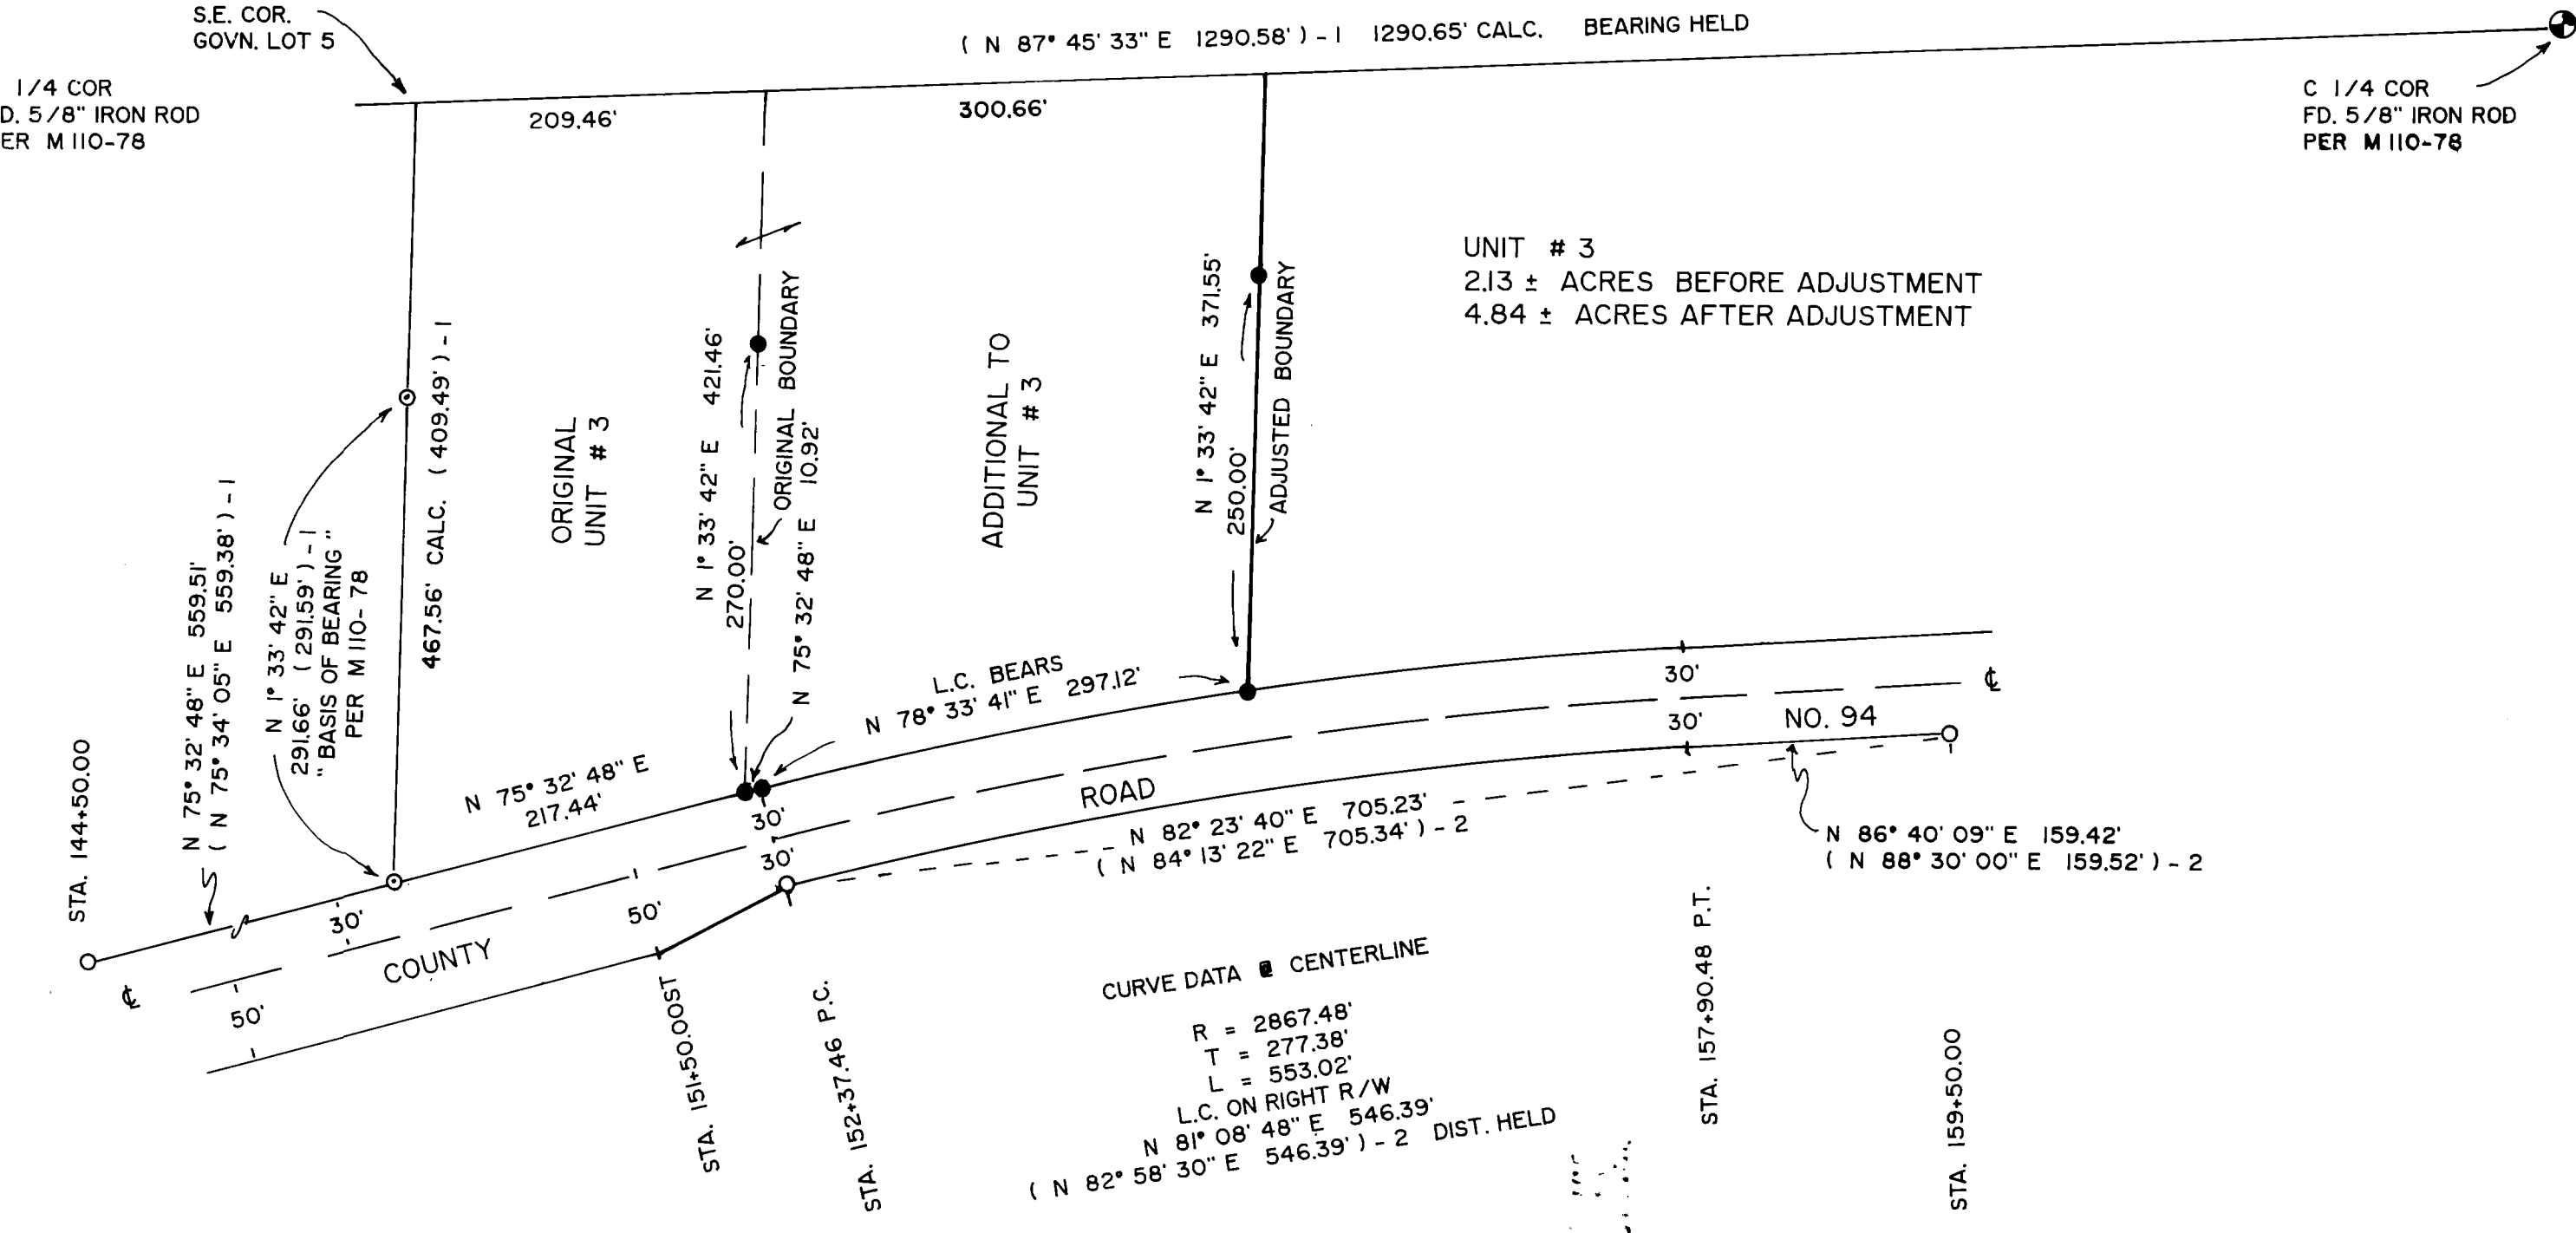 S.E. COR.
GOVN. LOT 5
1/4 COR
D. 5/8" IRON ROD
ER M 110-78
( N 87° 45' 33" E 1290.58' ) - 1 1290.65' CALC. BEARING HELD
C 1/4 COR
FD. 5/8" IRON ROD
PER M 110-78
209.46'
300.66'
UNIT # 3
2.13 ± ACRES BEFORE ADJUSTMENT
4.84 ± ACRES AFTER ADJUSTMENT
STA. 144+50.00
N 75° 32' 48" E 559.51'
( N 75° 34' 05" E 559.38' ) - 1
N 1° 33' 42" E
291.66' ( 291.59' ) - 1
" BASIS OF BEARING "
PER M 110- 78
467.56' CALC. ( 409.49' ) - 1
ORIGINAL
UNIT # 3
N 1° 33' 42" E 421.46'
270.00'
ORIGINAL BOUNDARY
N 75° 32' 48" E 10.92'
ADDITIONAL TO
UNIT # 3
N 1° 33' 42" E 371.55'
250.00'
ADJUSTED BOUNDARY
L.C. BEARS
N 78° 33' 41" E 297.12'
N 75° 32' 48" E
217.44'
30'
30'
30'
30'
30'
50'
50'
℄
℄
COUNTY
ROAD
NO. 94
N 82° 23' 40" E 705.23'
( N 84° 13' 22" E 705.34' ) - 2
N 86° 40' 09" E 159.42'
( N 88° 30' 00" E 159.52' ) - 2
STA. 151+50.00ST
STA. 152+37.46 P.C.
CURVE DATA @ CENTERLINE
R = 2867.48'
T = 277.38'
L = 553.02'
L.C. ON RIGHT R/W
N 81° 08' 48" E 546.39'
( N 82° 58' 30" E 546.39' ) - 2 DIST. HELD
STA. 157+90.48 P.T.
STA. 159+50.00